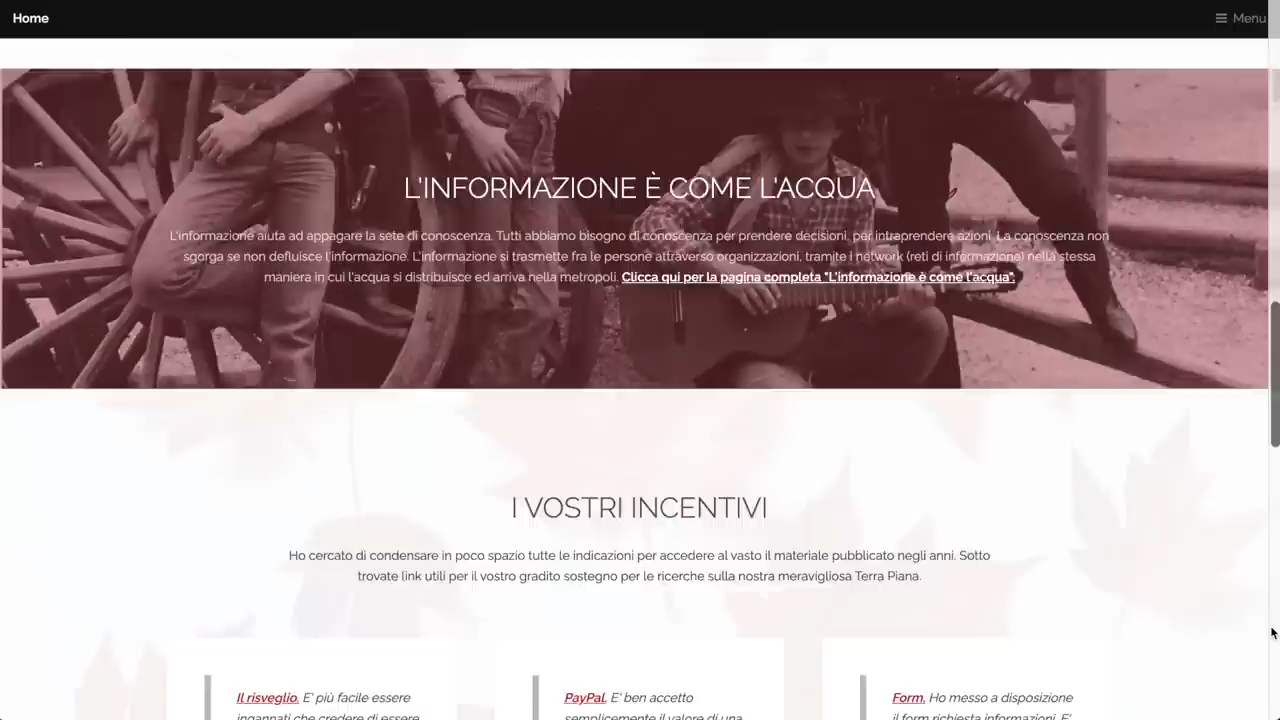 Home
Menu
L'INFORMAZIONE È COME L'ACQUA
L'informazione aiuta ad appagare la sete di conoscenza. Tutti abbiamo bisogno di conoscenza per prendere decisioni, per intraprendere azioni. La conoscenza non
sgorga se non defluisce l'informazione. L'informazione si trasmette fra le persone attraverso organizzazioni, tramite i network (reti di informazione) nella stessa
maniera in cui l'acqua si distribuisce ed arriva nella metropoli. Clicca qui per la pagina completa "L'informazione è come l'acqua".
I VOSTRI INCENTIVI
Ho cercato di condensare in poco spazio tutte le indicazioni per accedere al vasto il materiale pubblicato negli anni. Sotto
trovate link utili per il vostro gradito sostegno per le ricerche sulla nostra meravigliosa Terra Piana.
Il risveglio. E' più facile essere
ingannati che credere di essere
PayPal. E' ben accetto
semplicemente il valore di una
Form. Ho messo a disposizione
il form richiesta informazioni. E'